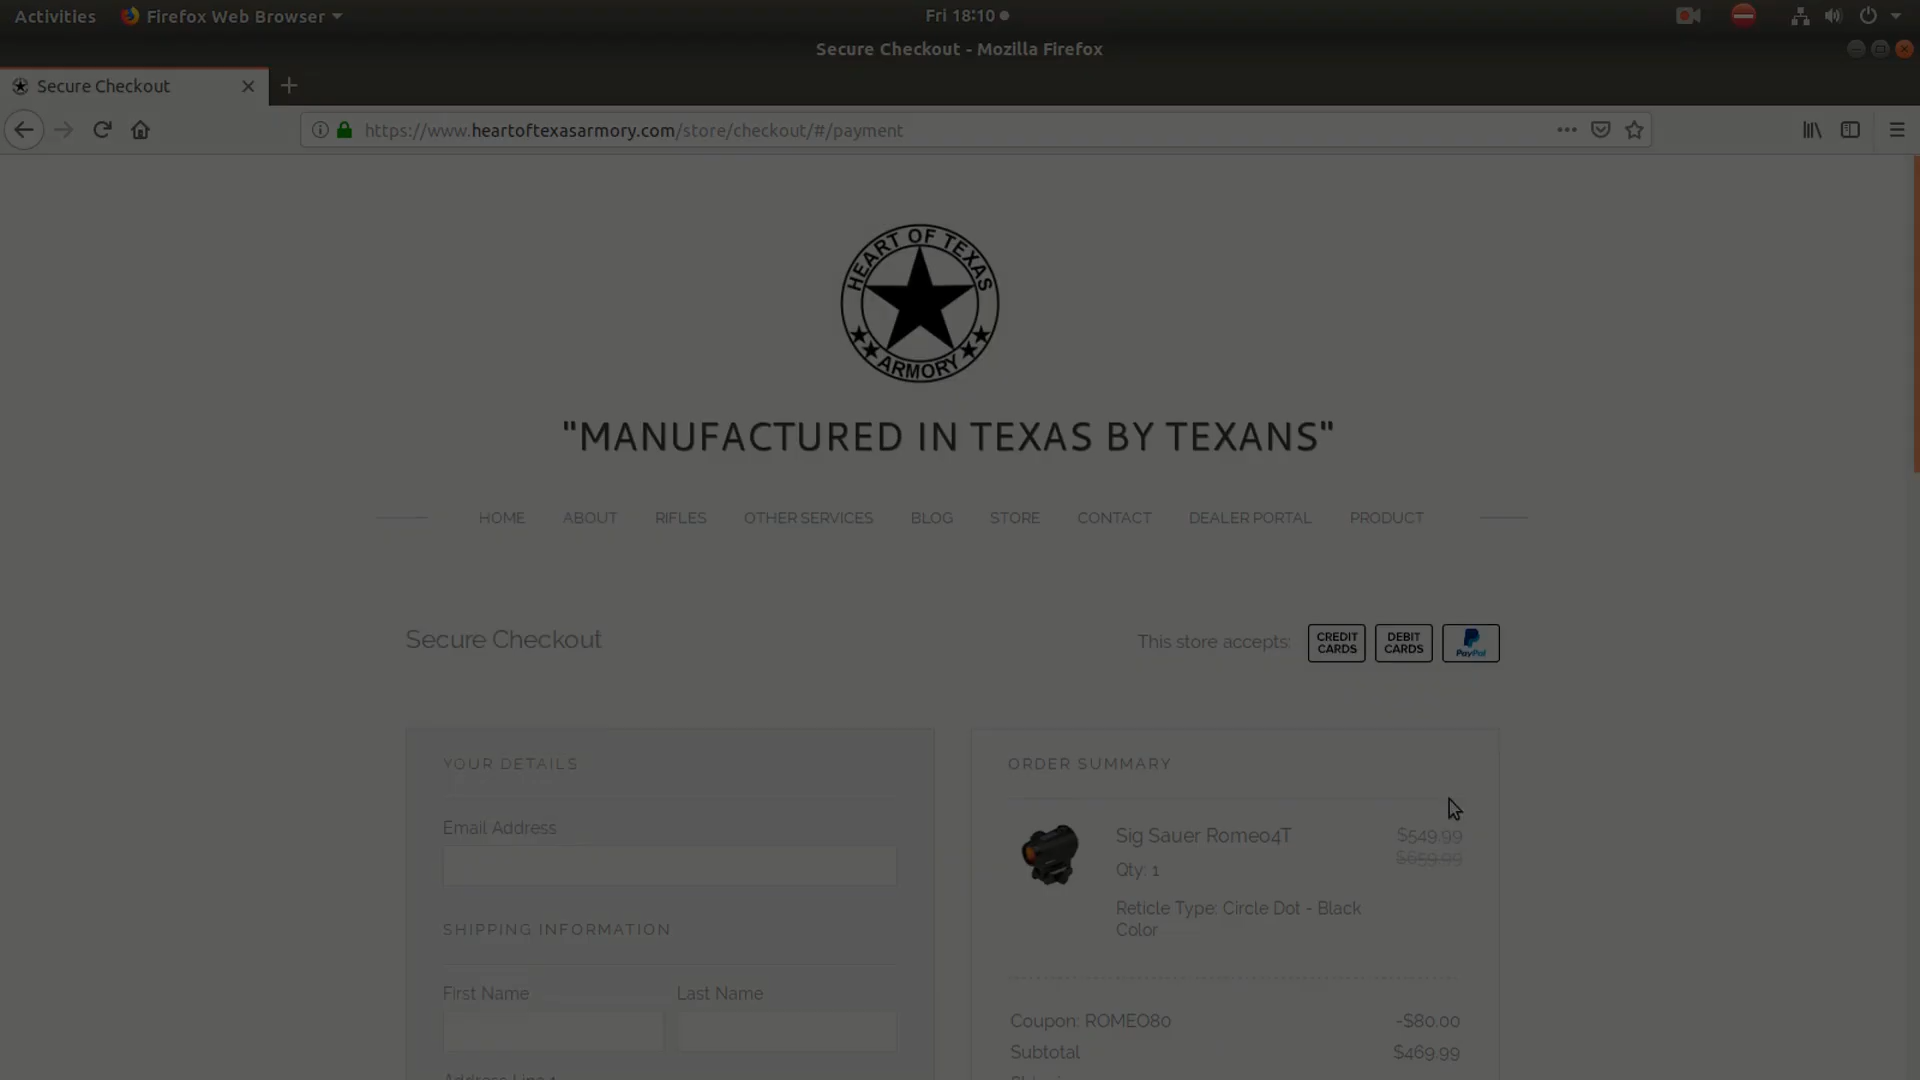 Activities Firefox Web Browser Fri 18:10
Secure Checkout - Mozilla Firefox
Secure Checkout
https://www.heartoftexasarmory.com/store/checkout/#/payment
HEART OF TEXAS
ARMORY
"MANUFACTURED IN TEXAS BY TEXANS"
HOME ABOUT RIFLES OTHER SERVICES BLOG STORE CONTACT DEALER PORTAL PRODUCT
Secure Checkout
This store accepts: CREDIT CARDS DEBIT CARDS PayPal
YOUR DETAILS
Email Address
SHIPPING INFORMATION
First Name Last Name
Address Line 1
ORDER SUMMARY
Sig Sauer Romeo4T $549.99
$659.99
Qty: 1
Reticle Type: Circle Dot - Black
Color
Coupon: ROMEO80 -$80.00
Subtotal $469.99